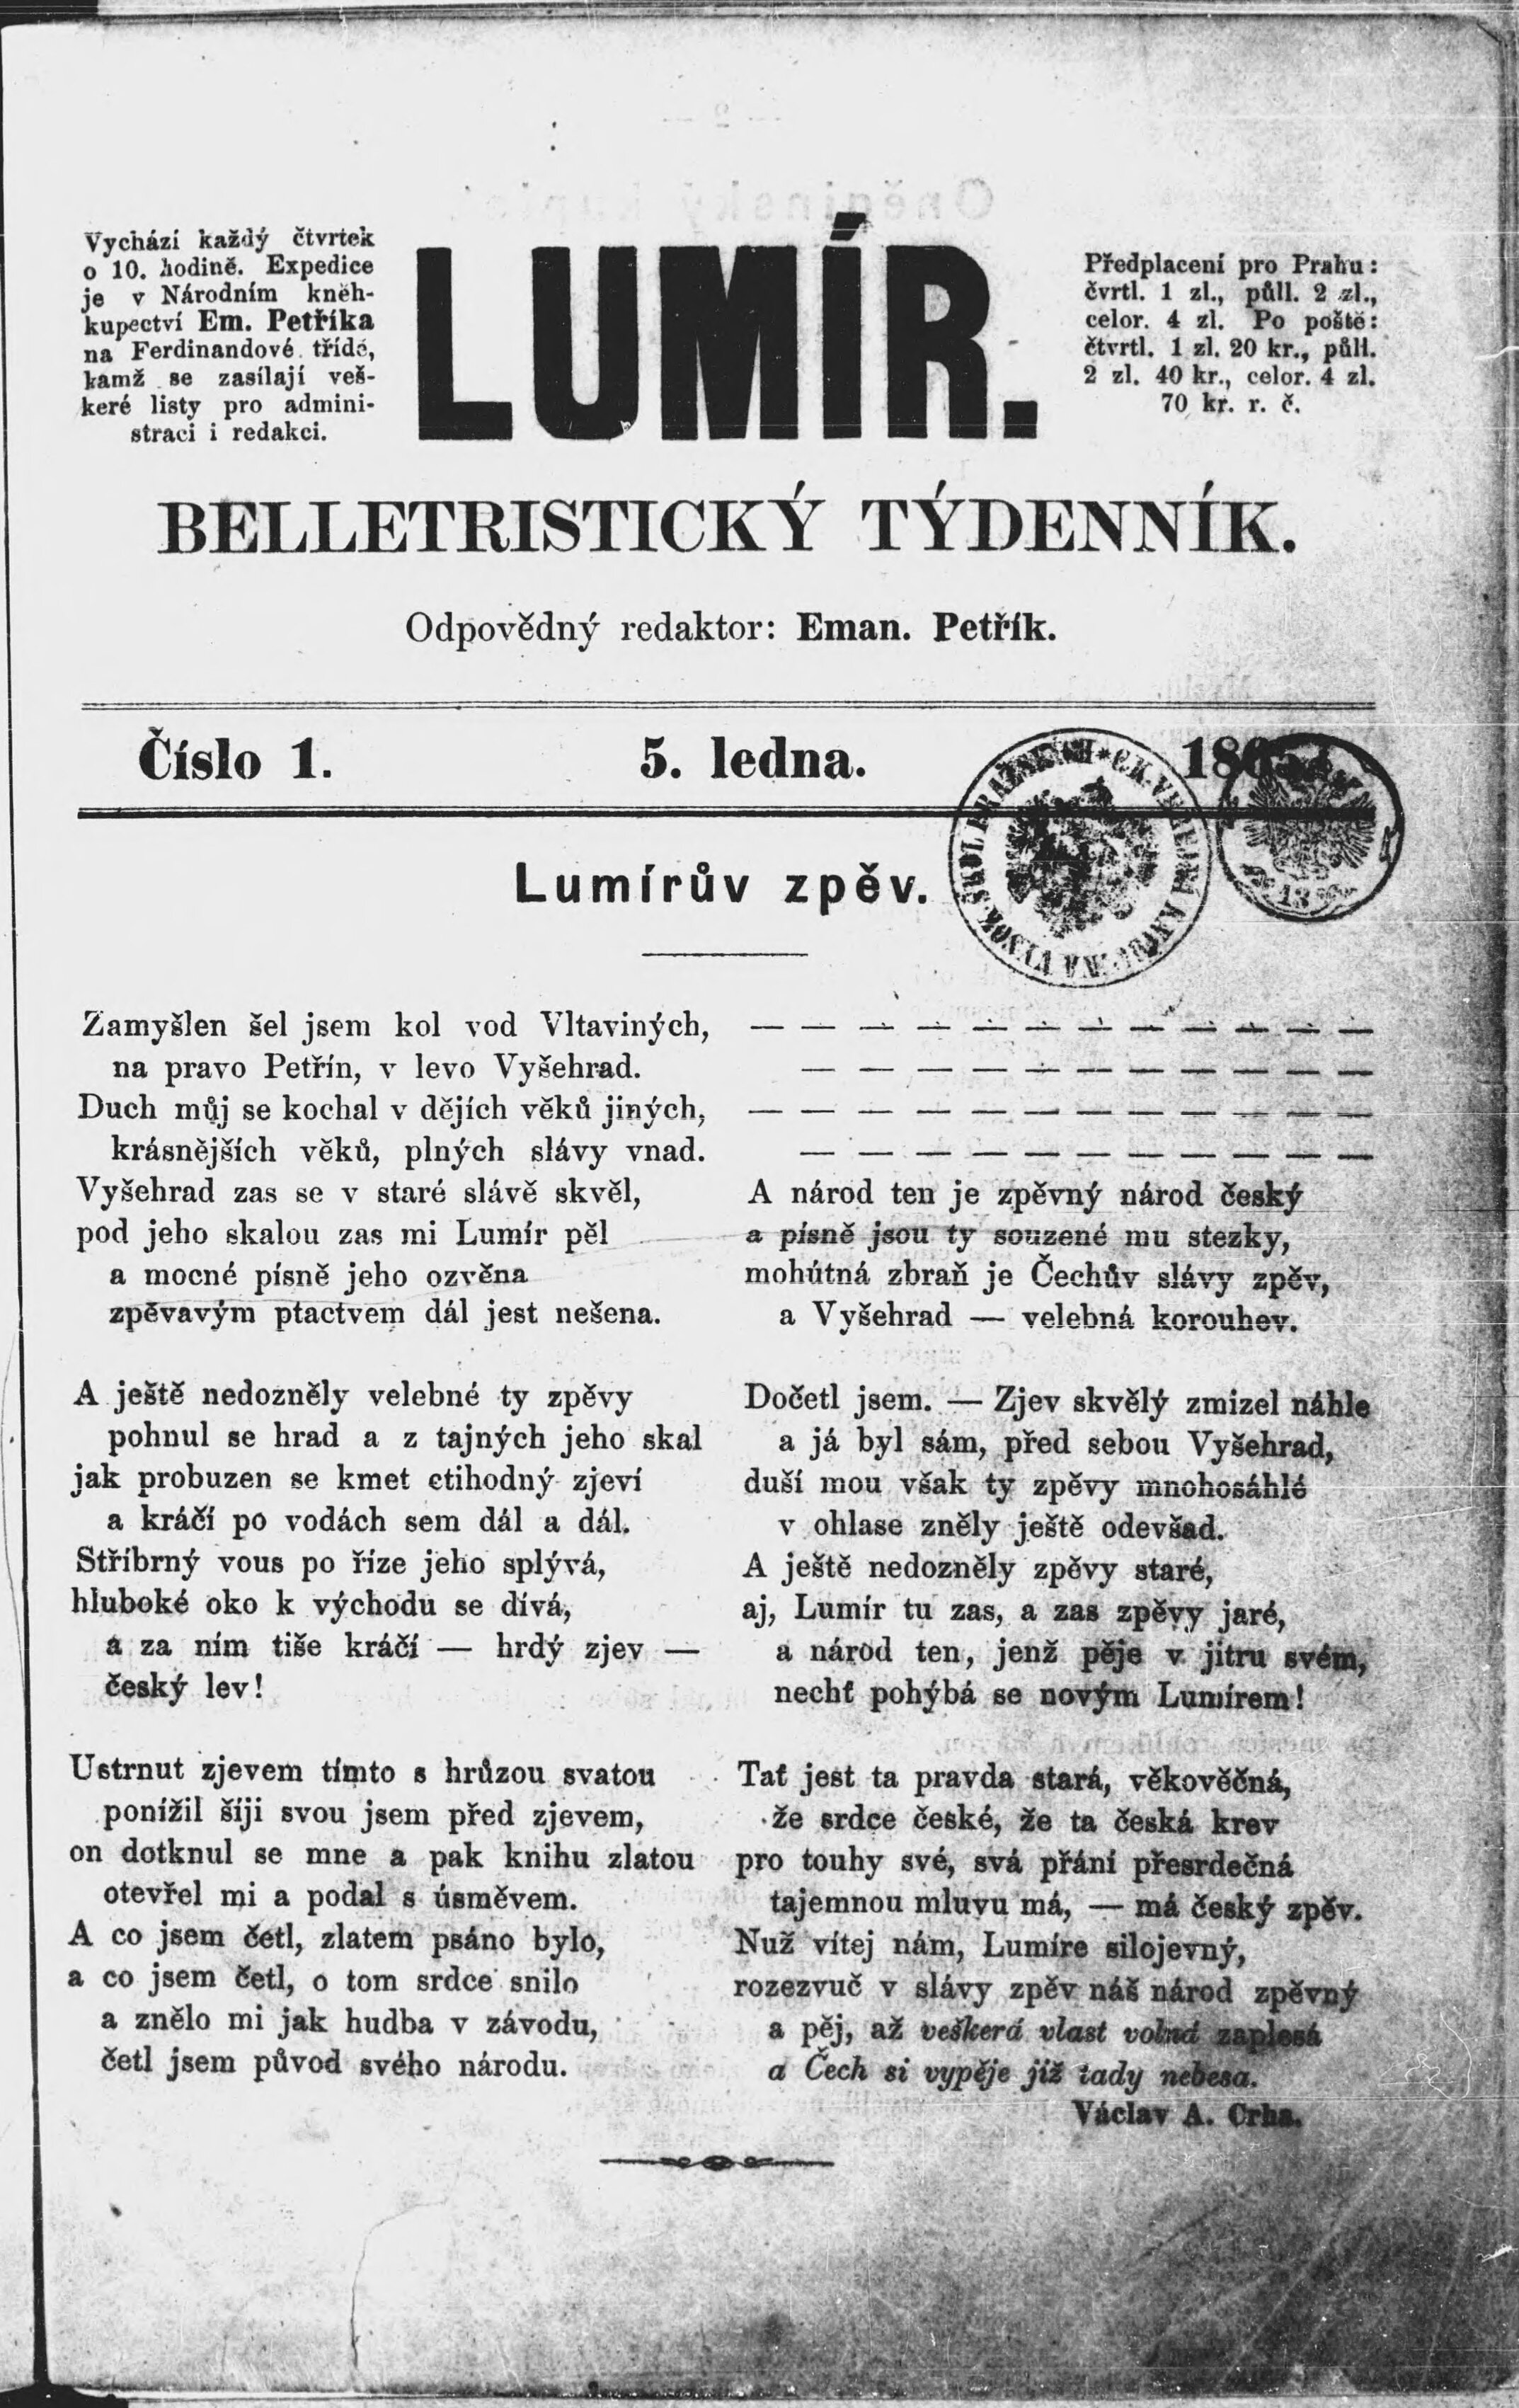 Vychází každý čtvrtek
o 10. hodině. Expedice
je v Národním kněh-
kupectví Em. Petříka
na Ferdinandové třídě,
kamž se zasílají veš-
keré listy pro admini-
straci i redakci.
LUMÍR.
Předplacení pro Prahu:
čvrtl. 1 zl., půll. 2 zl.,
celor. 4 zl. Po poště:
čtvrtl. 1 zl. 20 kr., půll.
2 zl. 40 kr., celor. 4 zl.
70 kr. r. č.
BELLETRISTICKÝ TÝDENNÍK.
Odpovědný redaktor: Eman. Petřík.
Číslo 1. 5. ledna. 1865.
Lumírův zpěv.
Zamyšlen šel jsem kol vod Vltaviných,
na pravo Petřín, v levo Vyšehrad.
Duch můj se kochal v dějích věků jiných,
krásnějších věků, plných slávy vnad.
Vyšehrad zas se v staré slávě skvěl,
pod jeho skalou zas mi Lumír pěl
a mocné písně jeho ozvěna
zpěvavým ptactvem dál jest nešena.
A ještě nedozněly velebné ty zpěvy
pohnul se hrad a z tajných jeho skal
jak probuzen se kmet ctihodný zjeví
a kráčí po vodách sem dál a dál.
Stříbrný vous po říze jeho splývá,
hluboké oko k východu se dívá,
a za ním tiše kráčí — hrdý zjev —
český lev!
Ustrnut zjevem tímto s hrůzou svatou
ponížil šíji svou jsem před zjevem,
on dotknul se mne a pak knihu zlatou
otevřel mi a podal s úsměvem.
A co jsem četl, zlatem psáno bylo,
a co jsem četl, o tom srdce snilo
a znělo mi jak hudba v závodu,
četl jsem původ svého národu.
— — — — — — — — — — — —
— — — — — — — — — — —
— — — — — — — — — — — —
— — — — — — — — — — —
A národ ten je zpěvný národ český
a písně jsou ty souzené mu stezky,
mohútná zbraň je Čechův slávy zpěv,
a Vyšehrad — velebná korouhev.
Dočetl jsem. — Zjev skvělý zmizel náhle
a já byl sám, před sebou Vyšehrad,
duší mou však ty zpěvy mnohosáhlé
v ohlase zněly ještě odevšad.
A ještě nedozněly zpěvy staré,
aj, Lumír tu zas, a zas zpěvy jaré,
a národ ten, jenž pěje v jitru svém,
nechť pohýbá se novým Lumírem!
Tať jest ta pravda stará, věkověčná,
že srdce české, že ta česká krev
pro touhy své, svá přání přesrdečná
tajemnou mluvu má, — má český zpěv.
Nuž vítej nám, Lumíre silojevný,
rozezvuč v slávy zpěv náš národ zpěvný
a pěj, až veškerá vlast volná zaplesá
a Čech si vypěje již tady nebesa.
Václav A. Crha.